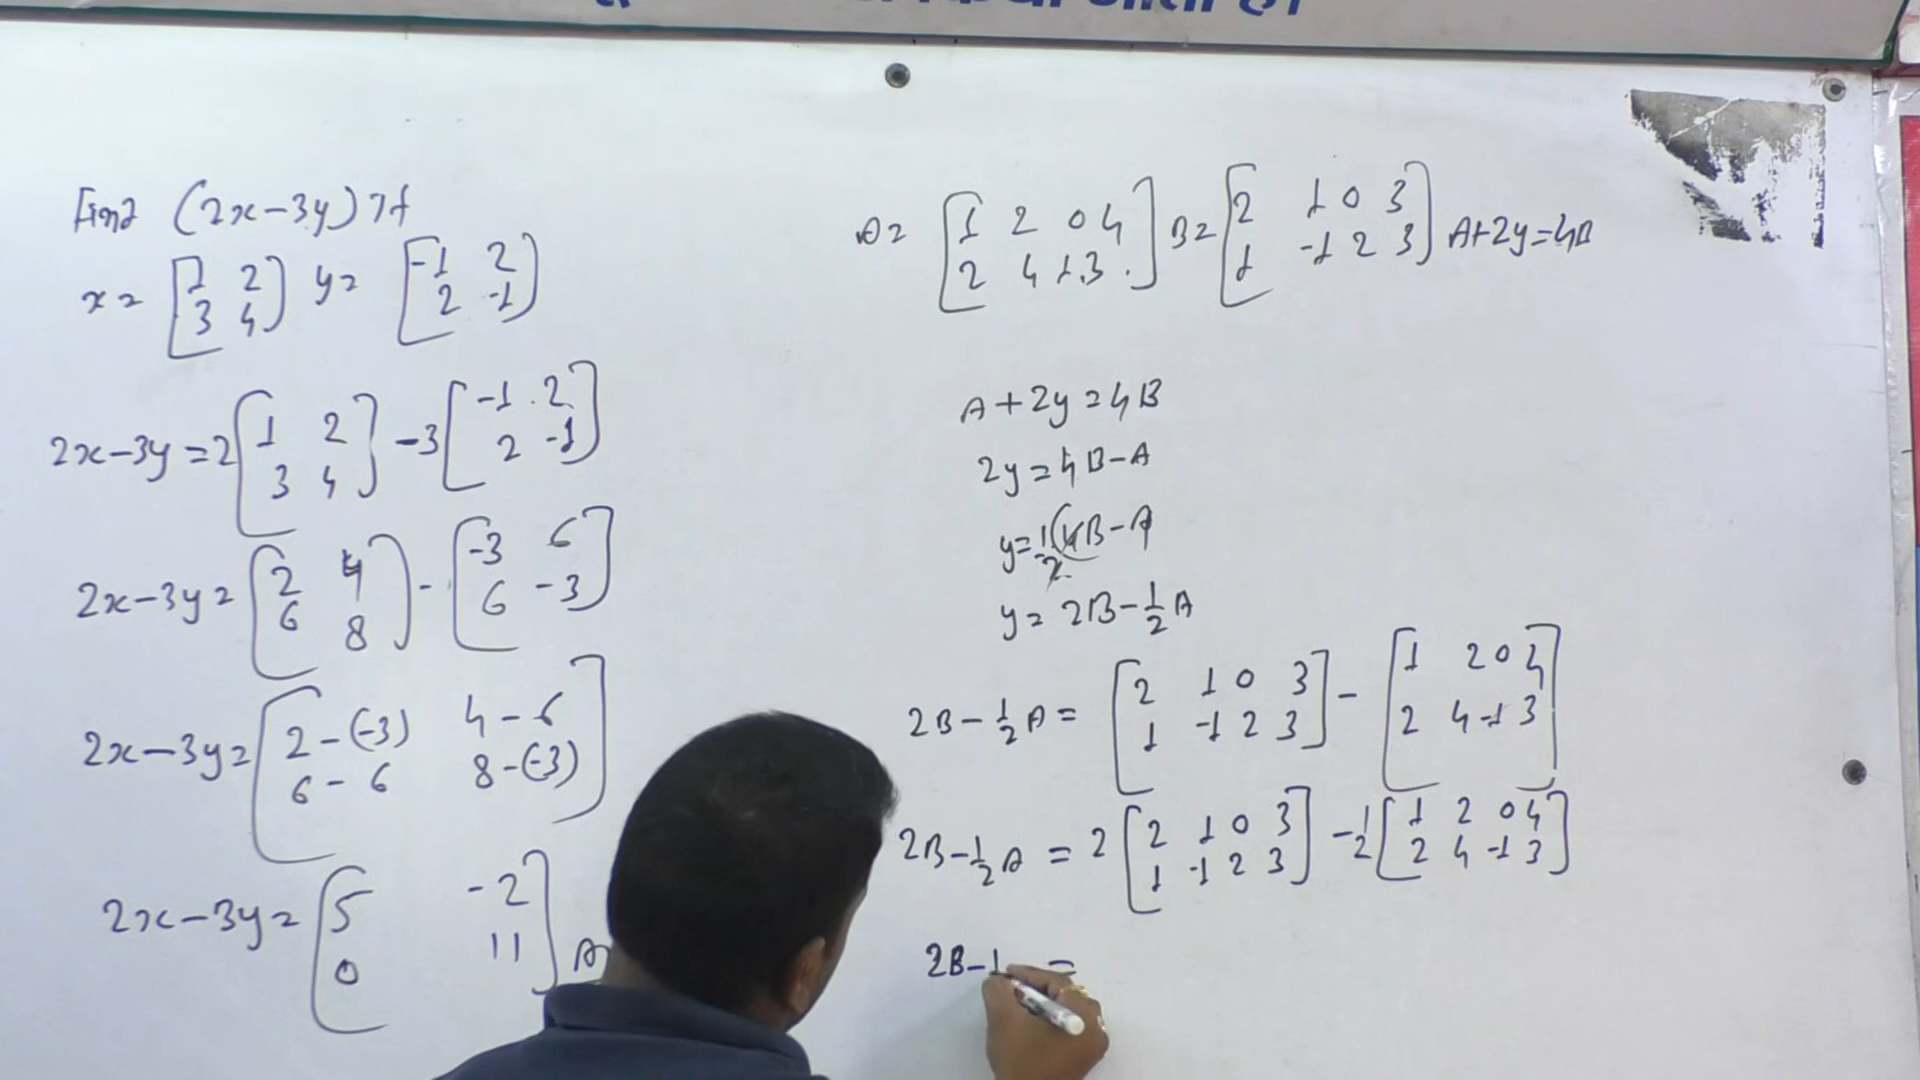 जाता है।
Find (2x-3y) If
x= [1 2 3 4] y= [-1 2 2 -1]
2x-3y=2[1 2 3 4]-3[-1 2 2 -1]
2x-3y=[2 4 6 8]-[-3 6 6 -3]
2x-3y=[2-(-3) 4-6 6-6 8-(-3)]
2x-3y=[5 -2 0 11]
A= [1 2 0 4 2 4 1 3] B=[2 1 0 3 1 -1 2 3] A+2y=4B
A+2y=4B
2y=4B-A
y=1/2(4B-A
y= 2B-1/2A
2B-1/2A= [2 1 0 3 1 -1 2 3]-[1 2 0 4 2 4 -1 3]
2B-1/2A =2[2 1 0 3 1 -1 2 3]-1/2[1 2 0 4 2 4 -1 3]
2B-1 =